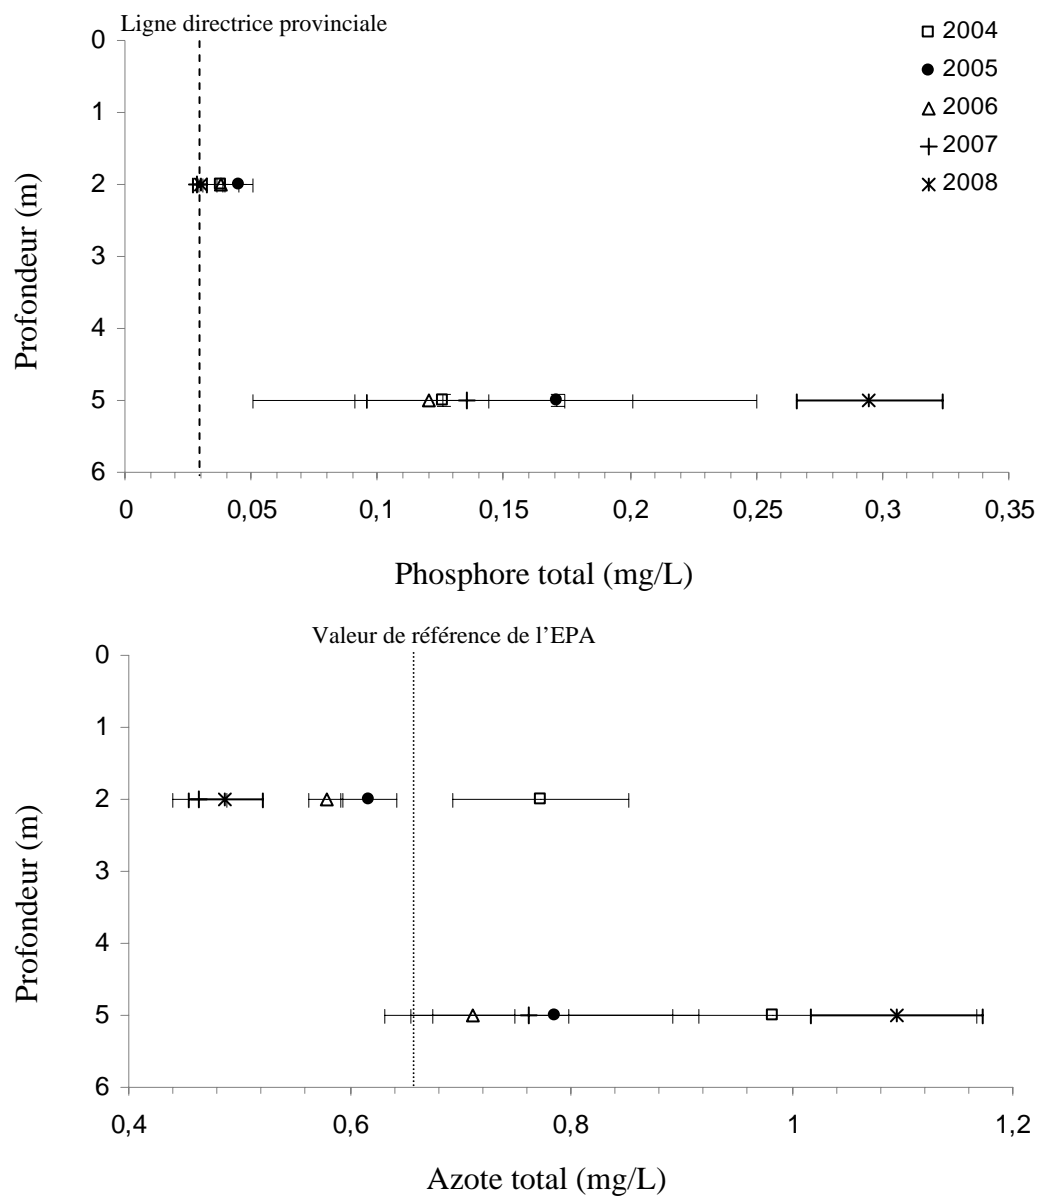 Ligne directrice provinciale
2004
2005
2006
2007
2008
Profondeur (m)
0
1
2
3
4
5
6
0 0,05 0,1 0,15 0,2 0,25 0,3 0,35
Phosphore total (mg/L)
Valeur de référence de l’EPA
Profondeur (m)
0
1
2
3
4
5
6
0,4 0,6 0,8 1 1,2
Azote total (mg/L)